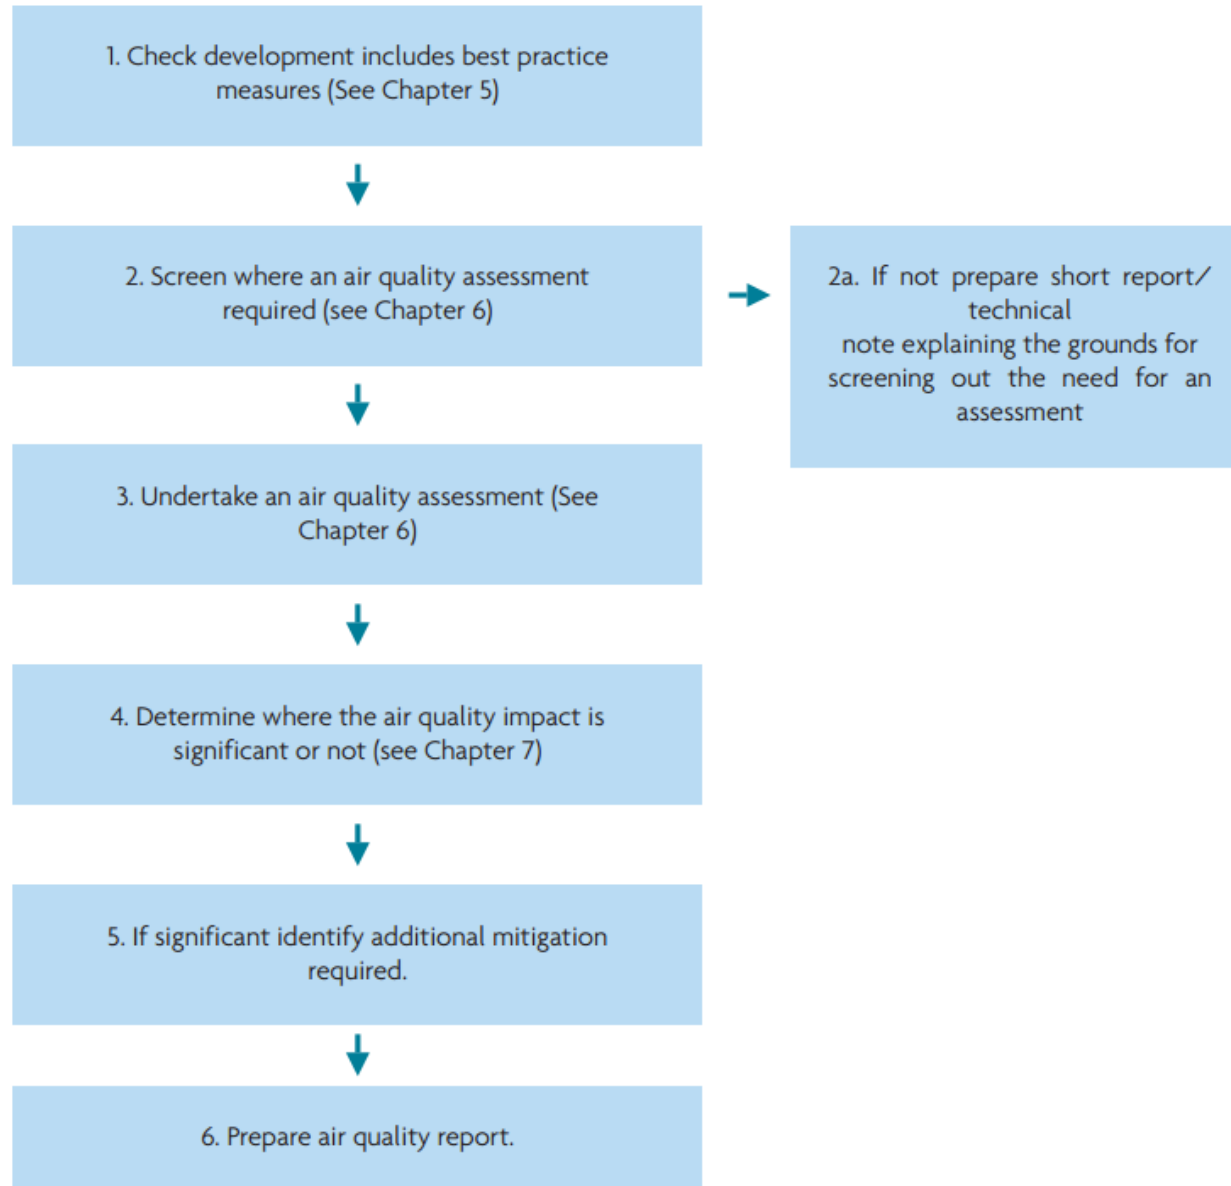 1. Check development includes best practice
measures (See Chapter 5)
2. Screen where an air quality assessment
required (see Chapter 6)
2a. If not prepare short report/
technical
note explaining the grounds for
screening out the need for an
assessment
3. Undertake an air quality assessment (See
Chapter 6)
4. Determine where the air quality impact is
significant or not (see Chapter 7)
5. If significant identify additional mitigation
required.
6. Prepare air quality report.